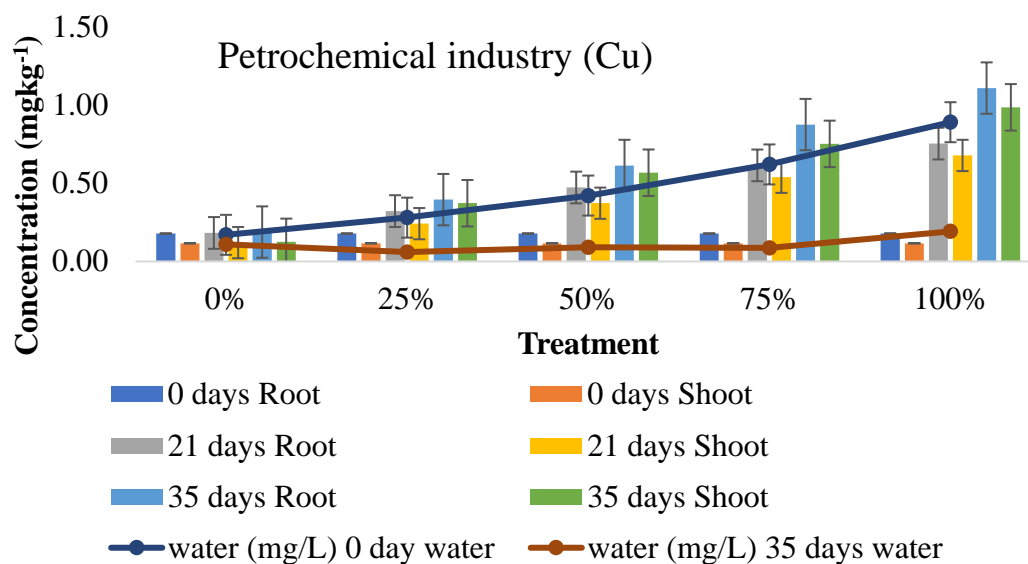 1.50
Petrochemical industry (Cu)
1.00
0.50
0.00
Concentration (mgkg⁻¹)
0% 25% 50% 75% 100%
Treatment
0 days Root 0 days Shoot
21 days Root 21 days Shoot
35 days Root 35 days Shoot
water (mg/L) 0 day water water (mg/L) 35 days water